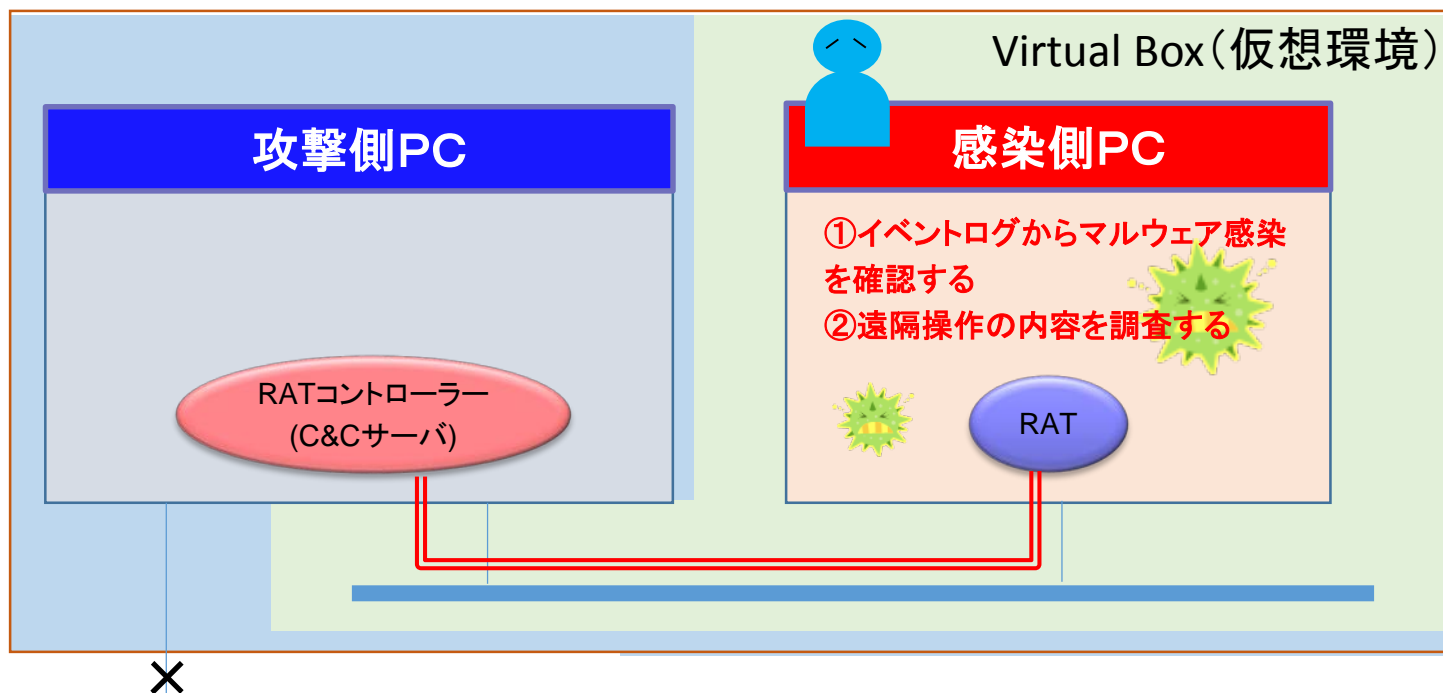 Virtual Box（仮想環境）
攻撃側ＰＣ
感染側ＰＣ
①イベントログからマルウェア感染
を確認する
②遠隔操作の内容を調査する
RATコントローラー
(C&Cサーバ)
RAT
×